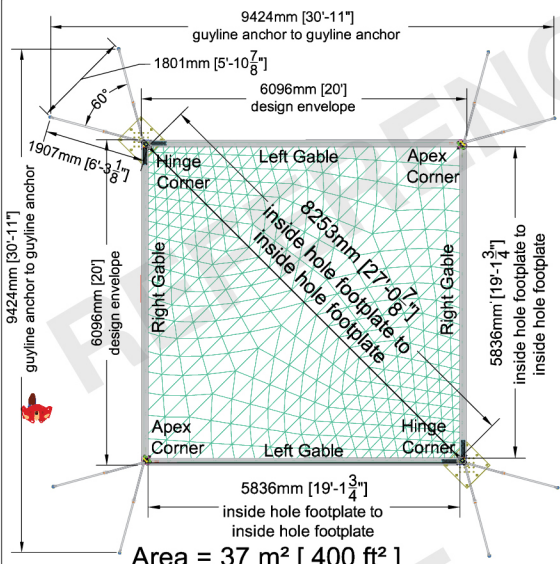 9424mm [30'-11"]
guyline anchor to guyline anchor
1801mm [5'-10 7/8"]
60°
6096mm [20']
design envelope
1907mm [6'-3 1/8"]
Hinge
Corner
Left Gable
Apex
Corner
8253mm [27'-0 7/8"]
inside hole footplate to
inside hole footplate
9424mm [30'-11"]
guyline anchor to guyline anchor
6096mm [20']
design envelope
Right Gable
Right Gable
5836mm [19'-1 3/4"]
inside hole footplate to
inside hole footplate
Apex
Corner
Left Gable
Hinge
Corner
5836mm [19'-1 3/4"]
inside hole footplate to
inside hole footplate
Area = 37 m² [ 400 ft² ]